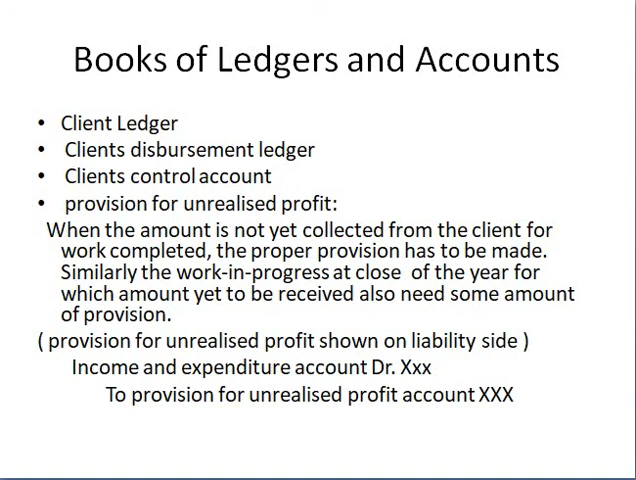 Books of Ledgers and Accounts
• Client Ledger
• Clients disbursement ledger
• Clients control account
• provision for unrealised profit:
When the amount is not yet collected from the client for
work completed, the proper provision has to be made.
Similarly the work-in-progress at close of the year for
which amount yet to be received also need some amount
of provision.
( provision for unrealised profit shown on liability side )
Income and expenditure account Dr. Xxx
To provision for unrealised profit account XXX